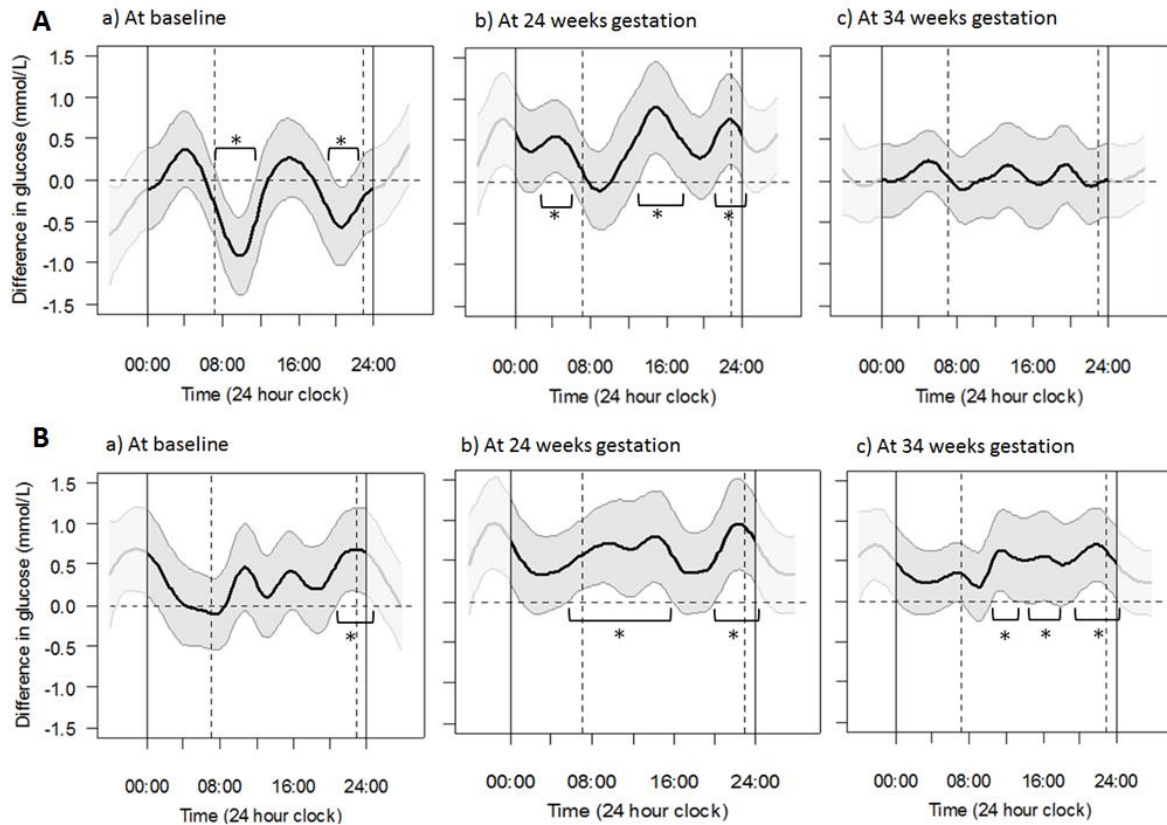 A
a) At baseline
b) At 24 weeks gestation
c) At 34 weeks gestation
Difference in glucose (mmol/L)
1.5
1.0
0.5
0.0
-0.5
-1.0
-1.5
* *
* * *
00:00 08:00 16:00 24:00
00:00 08:00 16:00 24:00
00:00 08:00 16:00 24:00
Time (24 hour clock)
Time (24 hour clock)
Time (24 hour clock)
B
a) At baseline
b) At 24 weeks gestation
c) At 34 weeks gestation
Difference in glucose (mmol/L)
1.5
1.0
0.5
0.0
-0.5
-1.0
-1.5
*
* *
* * *
00:00 08:00 16:00 24:00
00:00 08:00 16:00 24:00
00:00 08:00 16:00 24:00
Time (24 hour clock)
Time (24 hour clock)
Time (24 hour clock)